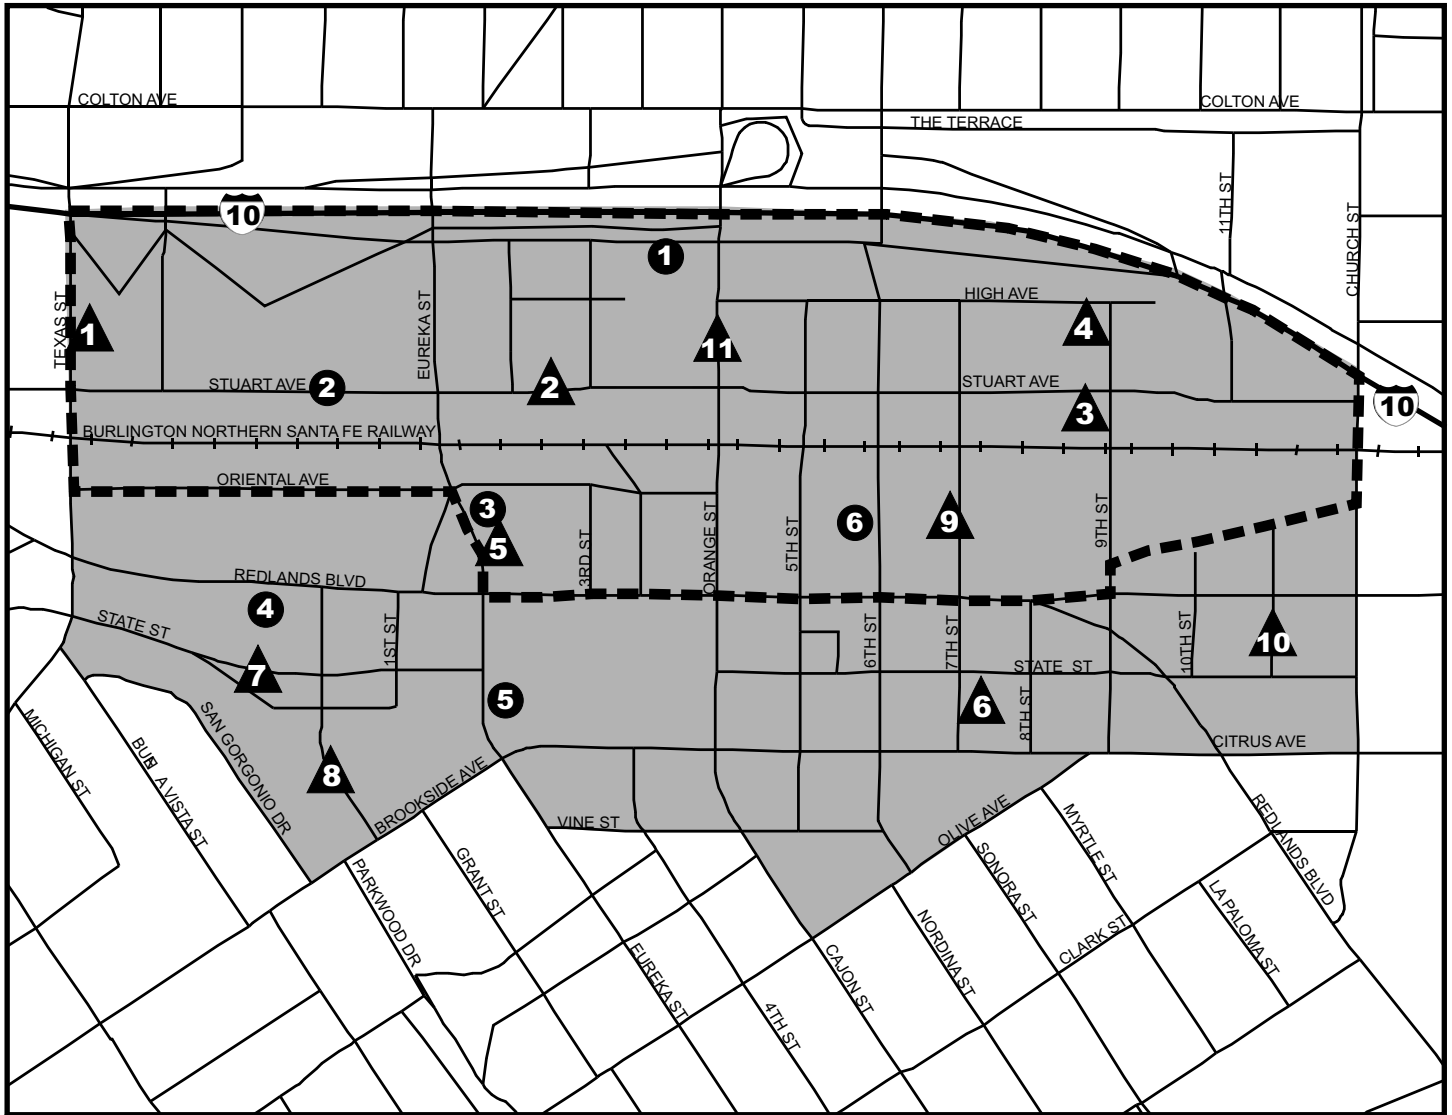 COLTON AVE
COLTON AVE
THE TERRACE
11TH ST
CHURCH ST
10
1
HIGH AVE
TEXAS ST
1
EUREKA ST
11
4
STUART AVE
2
2
STUART AVE
3
10
BURLINGTON NORTHERN SANTA FE RAILWAY
ORIENTAL AVE
3
5
3RD ST
ORANGE ST
5TH ST
6
9
9TH ST
REDLANDS BLVD
4
STATE ST
1ST ST
7
5
6TH ST
7TH ST
STATE ST
10TH ST
10
6
8TH ST
CITRUS AVE
MICHIGAN ST
SAN GORGONIO DR
8
BROOKSIDE AVE
VINE ST
OLIVE AVE
MYRTLE ST
REDLANDS BLVD
PARKWOOD DR
GRANT ST
SONORA ST
LA PALOMA ST
CLARK ST
NORDINA ST
EUREKA ST
CAJON ST
4TH ST